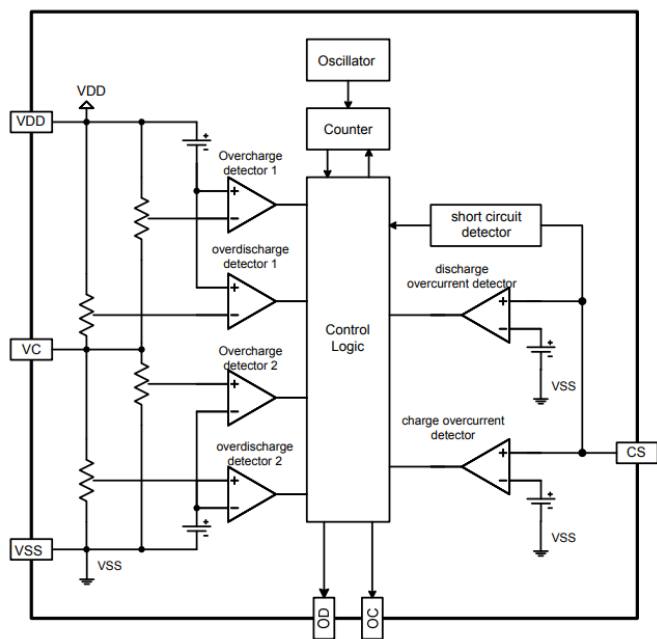 Oscillator
VDD
VDD
Counter
+
-
Overcharge
detector 1
+
-
short circuit
detector
overdischarge
detector 1
+
-
discharge
overcurrent detector
+
-
+
-
VSS
Control
Logic
VC
Overcharge
detector 2
+
-
charge overcurrent
detector
+
-
CS
overdischarge
detector 2
+
-
+
-
VSS
+
-
VSS
VSS
OD
OC